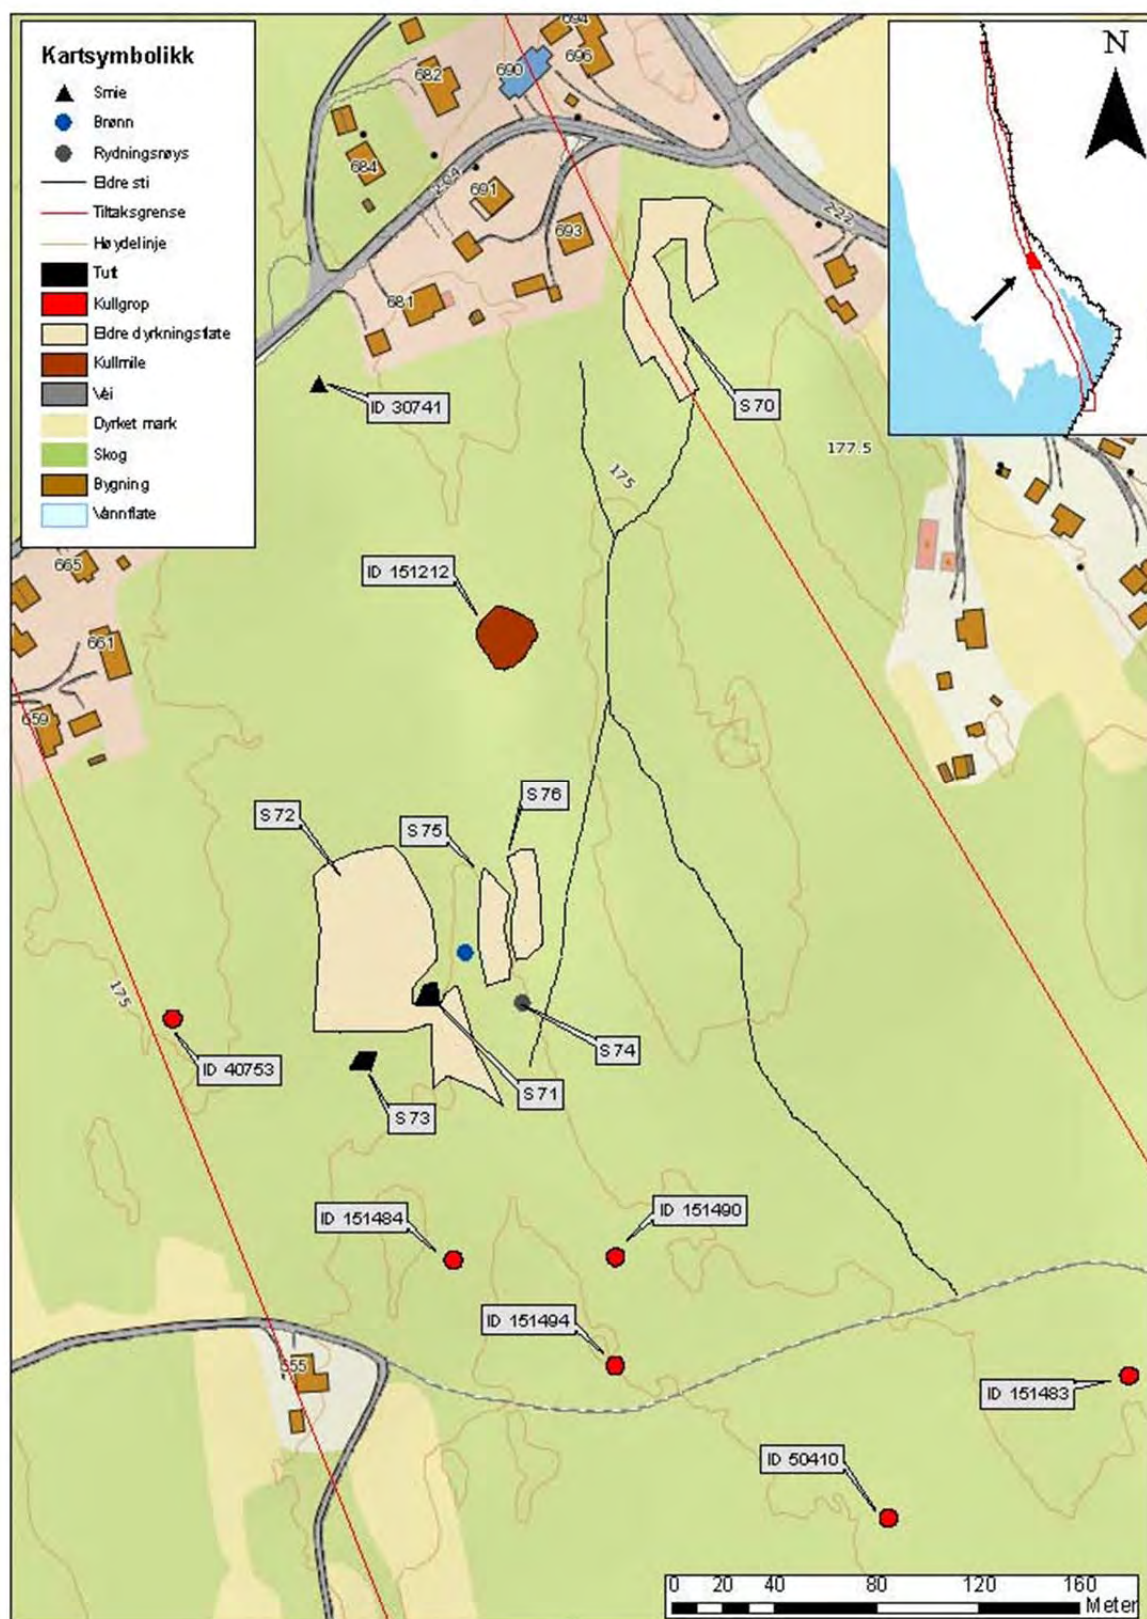 Kartsymbolikk
Smie
Brønn
Rydningsrøys
Eldre sti
Tiltaksgrense
Høydelinje
Tuft
Kullgrop
Eldre dyrkningsflate
Kullmile
Vei
Dyrket mark
Skog
Bygning
Vannflate
N
694
696
690
682
684
204
691
693
681
222
ID 30741
S 70
177.5
175
ID 151212
665
661
659
S 76
S 72
S 75
175
S 74
ID 40753
S 71
S 73
ID 151484
ID 151490
ID 151494
555
ID 151483
ID 50410
0 20 40 80 120 160
Meter